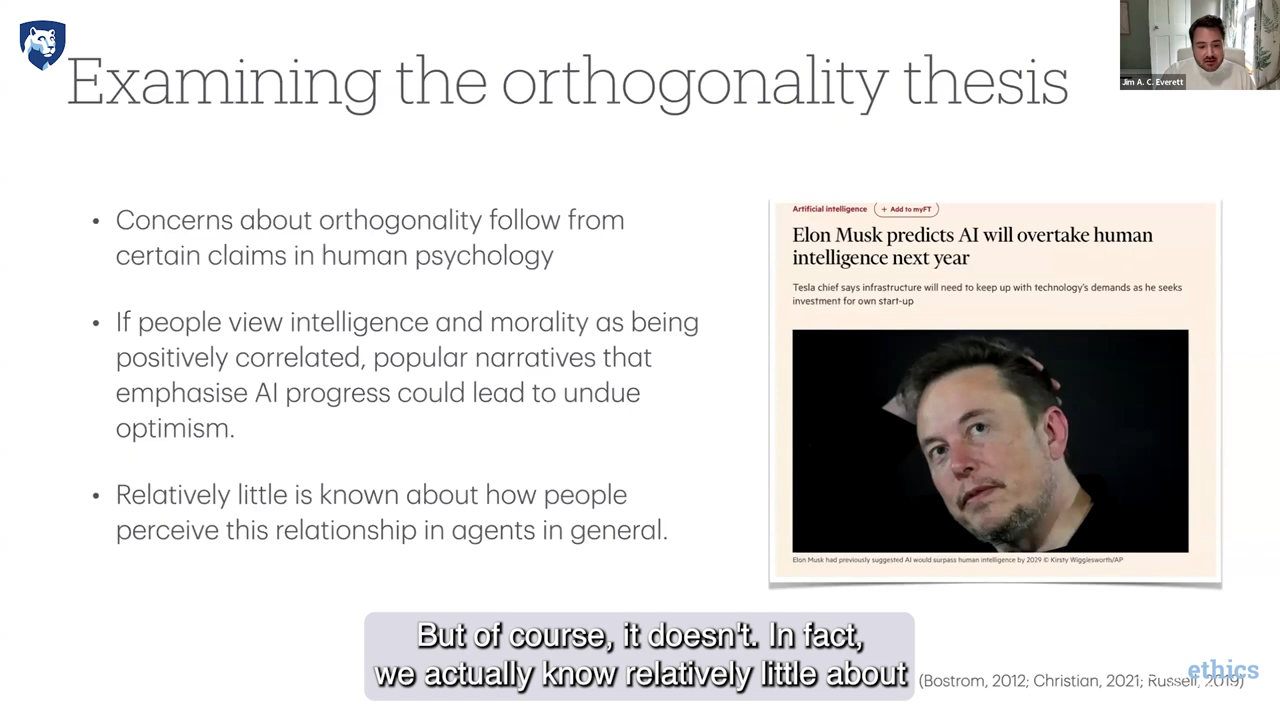 Examining the orthogonality thesis
Jim A. C. Everett
• Concerns about orthogonality follow from
certain claims in human psychology
• If people view intelligence and morality as being
positively correlated, popular narratives that
emphasise AI progress could lead to undue
optimism.
• Relatively little is known about how people
perceive this relationship in agents in general.
Artificial intelligence + Add to myFT
Elon Musk predicts AI will overtake human
intelligence next year
Tesla chief says infrastructure will need to keep up with technology's demands as he seeks
investment for own start-up
Elon Musk had previously suggested AI would surpass human intelligence by 2029 © Kirsty Wigglesworth/AP
But of course, it doesn't. In fact,
we actually know relatively little about
(Bostrom, 2012; Christian, 2021; Russell, 2019)
ethics